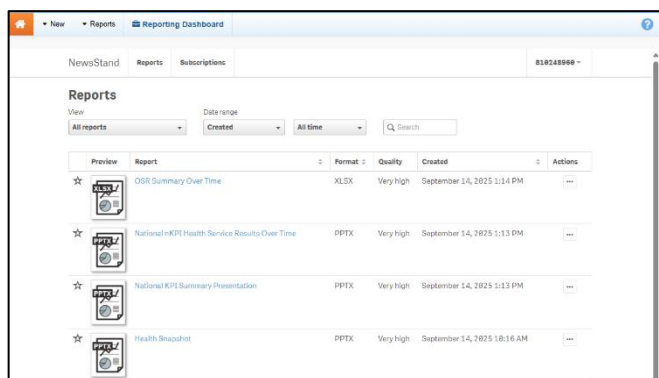 New Reports Reporting Dashboard ?
NewsStand Reports Subscriptions 810248960
Reports
View Date range
All reports Created All time Search
Preview Report Format Quality Created Actions
XLSX OSR Summary Over Time XLSX Very high September 14, 2025 1:14 PM ...
PPTX National nKPI Health Service Results Over Time PPTX Very high September 14, 2025 1:13 PM ...
PPTX National KPI Summary Presentation PPTX Very high September 14, 2025 1:13 PM ...
PPTX Health Snapshot PPTX Very high September 14, 2025 10:16 AM ...